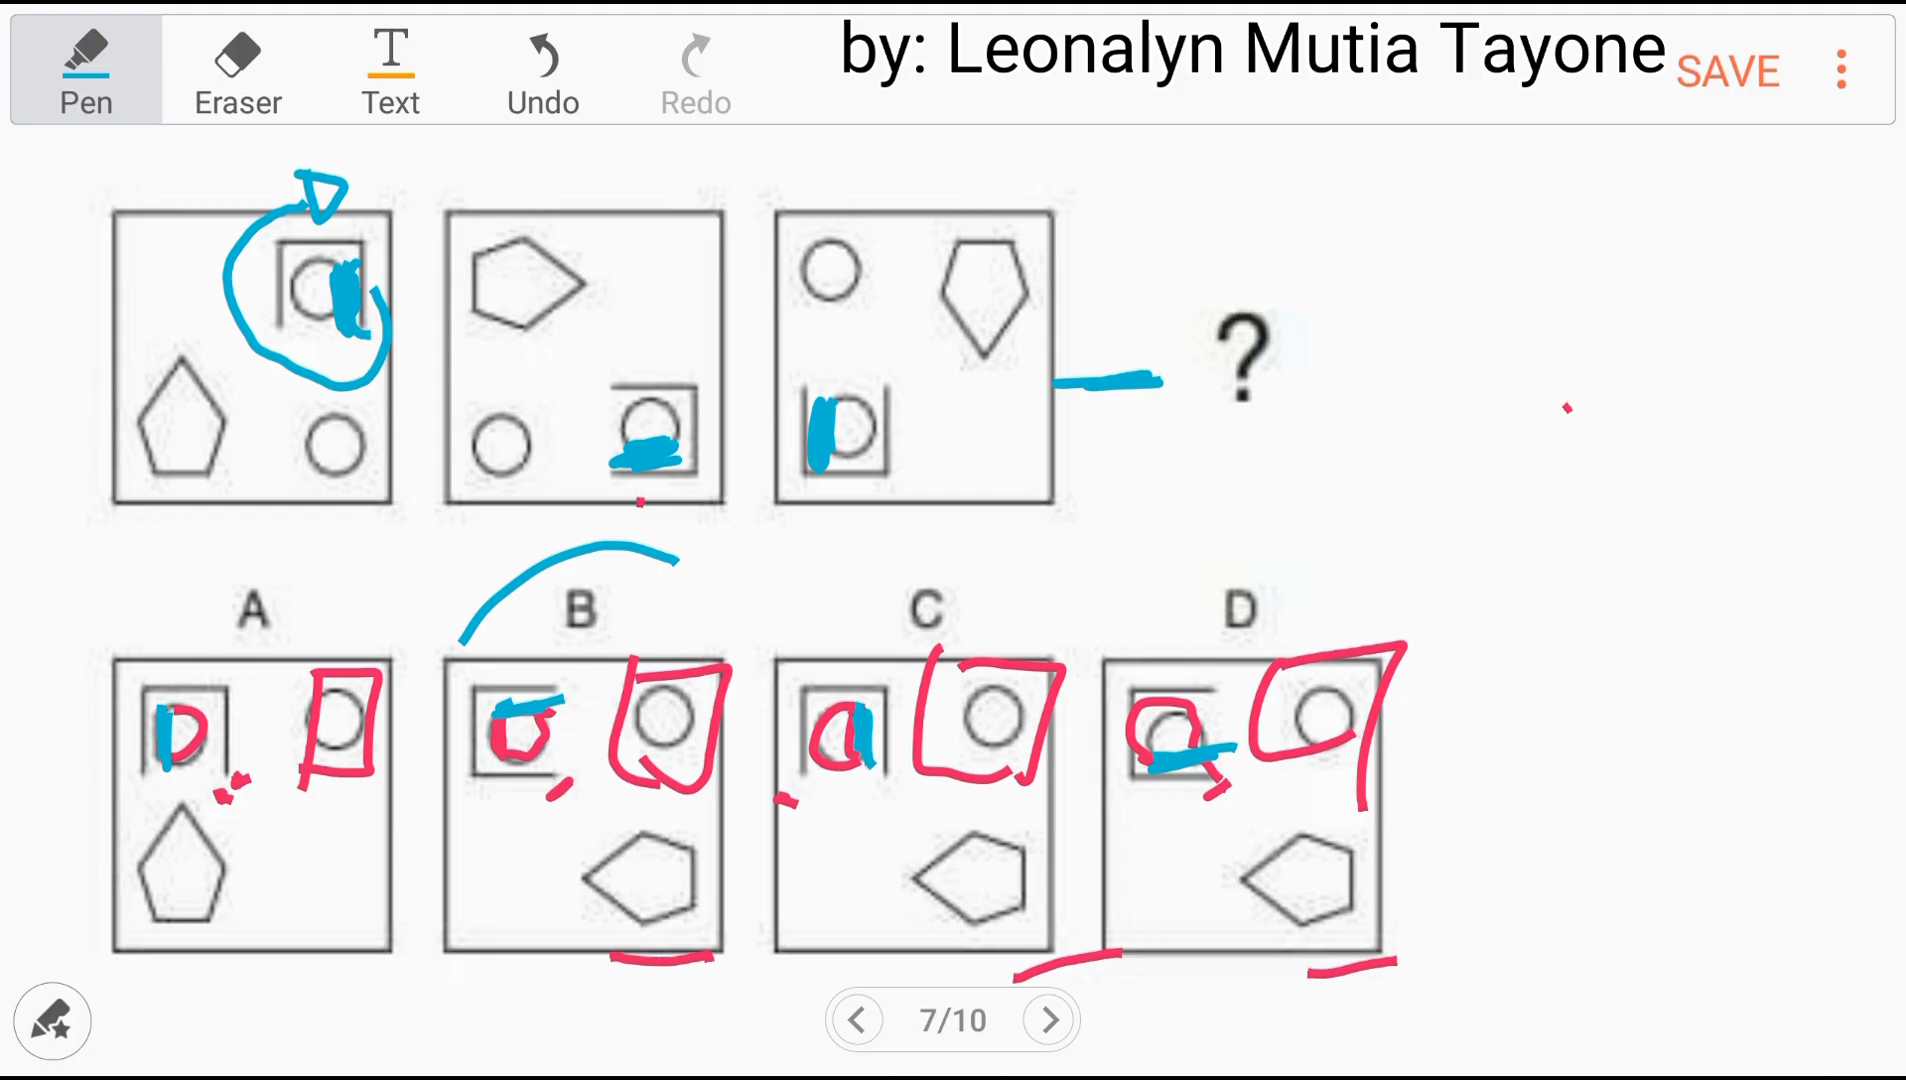 by: Leonalyn Mutia Tayone
Pen Eraser Text Undo Redo SAVE
?
A B C D
7/10